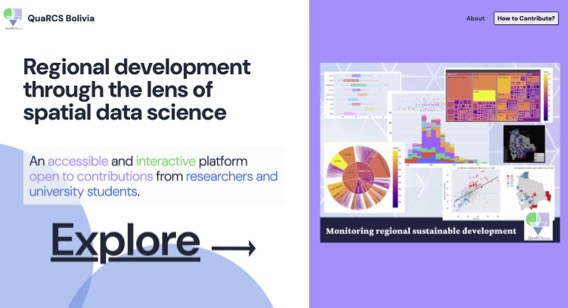 QuaRCS Bolivia
About
How to Contribute?
Regional development
through the lens of
spatial data science
An accessible and interactive platform
open to contributions from researchers and
university students.
Explore →
Monitoring regional sustainable development